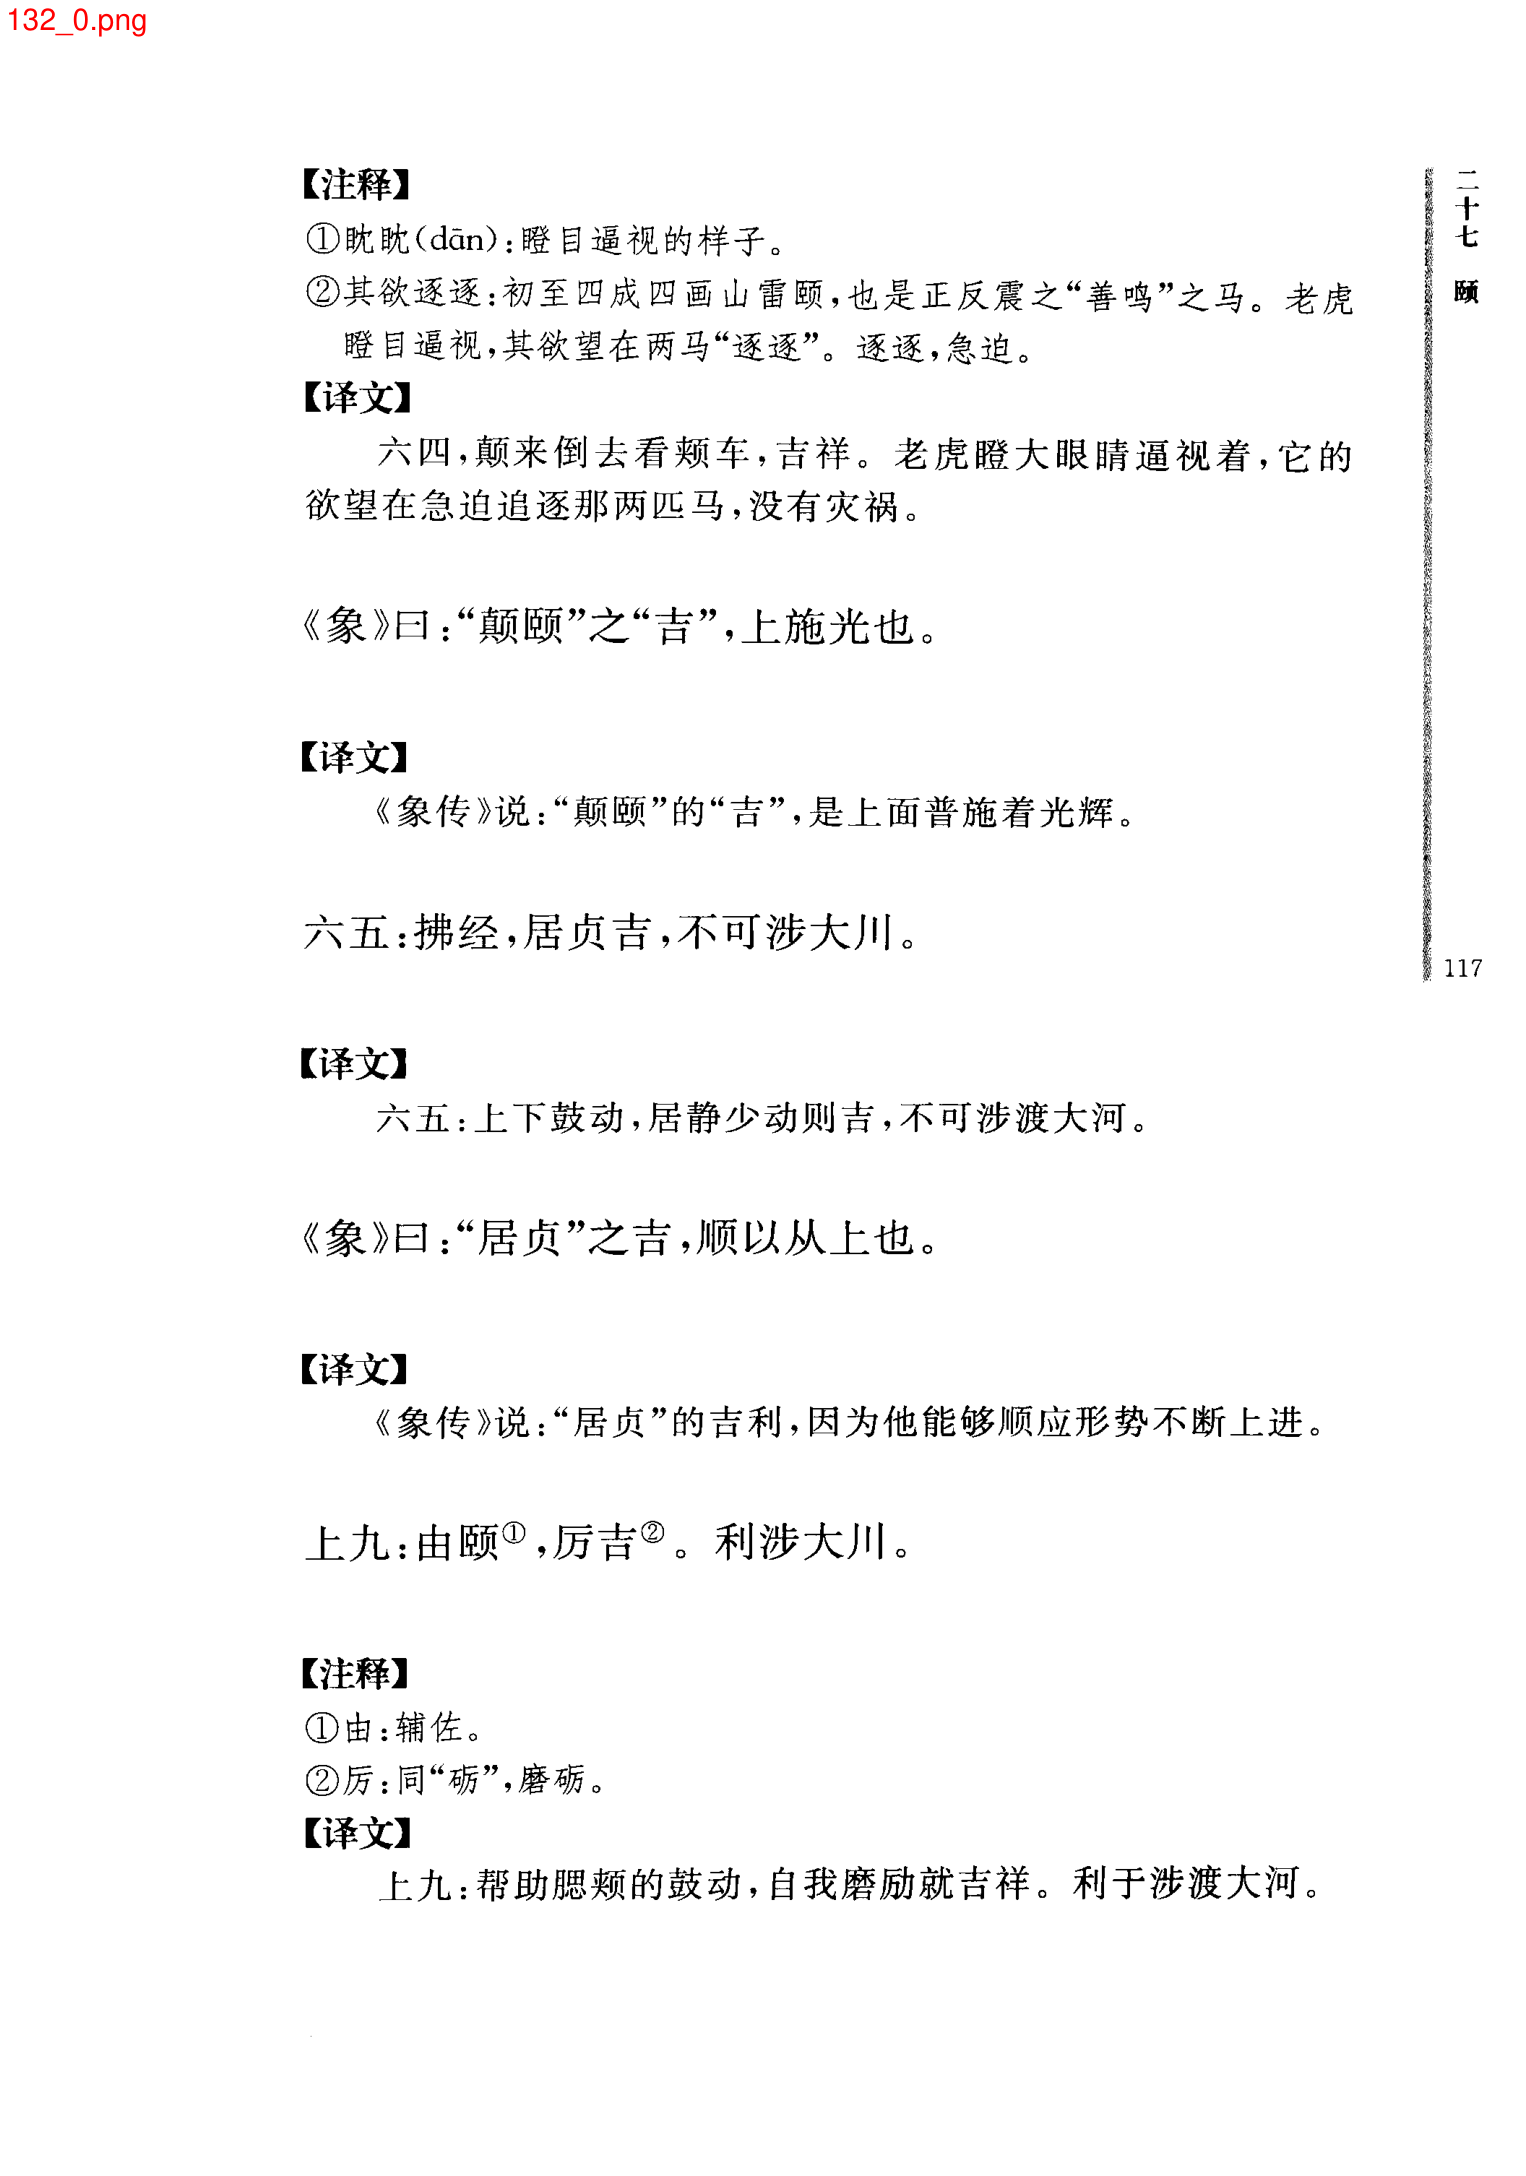 132_0.png
【注释】
①眈眈(dān):瞪目逼视的样子。
②其欲逐逐:初至四成四画山雷颐,也是正反震之“善鸣”之马。老虎
瞪目逼视,其欲望在两马“逐逐”。逐逐,急迫。
【译文】
六四,颠来倒去看颊车,吉祥。老虎瞪大眼睛逼视着,它的
欲望在急迫追逐那两匹马,没有灾祸。
《象》曰:“颠颐”之“吉”,上施光也。
【译文】
《象传》说:“颠颐”的“吉”,是上面普施着光辉。
六五:拂经,居贞吉,不可涉大川。
【译文】
六五:上下鼓动,居静少动则吉,不可涉渡大河。
《象》曰:“居贞”之吉,顺以从上也。
【译文】
《象传》说:“居贞”的吉利,因为他能够顺应形势不断上进。
上九:由颐①,厉吉②。利涉大川。
【注释】
①由:辅佐。
②厉:同“砺”,磨砺。
【译文】
上九:帮助腮颊的鼓动,自我磨励就吉祥。利于涉渡大河。
二十七 颐
117